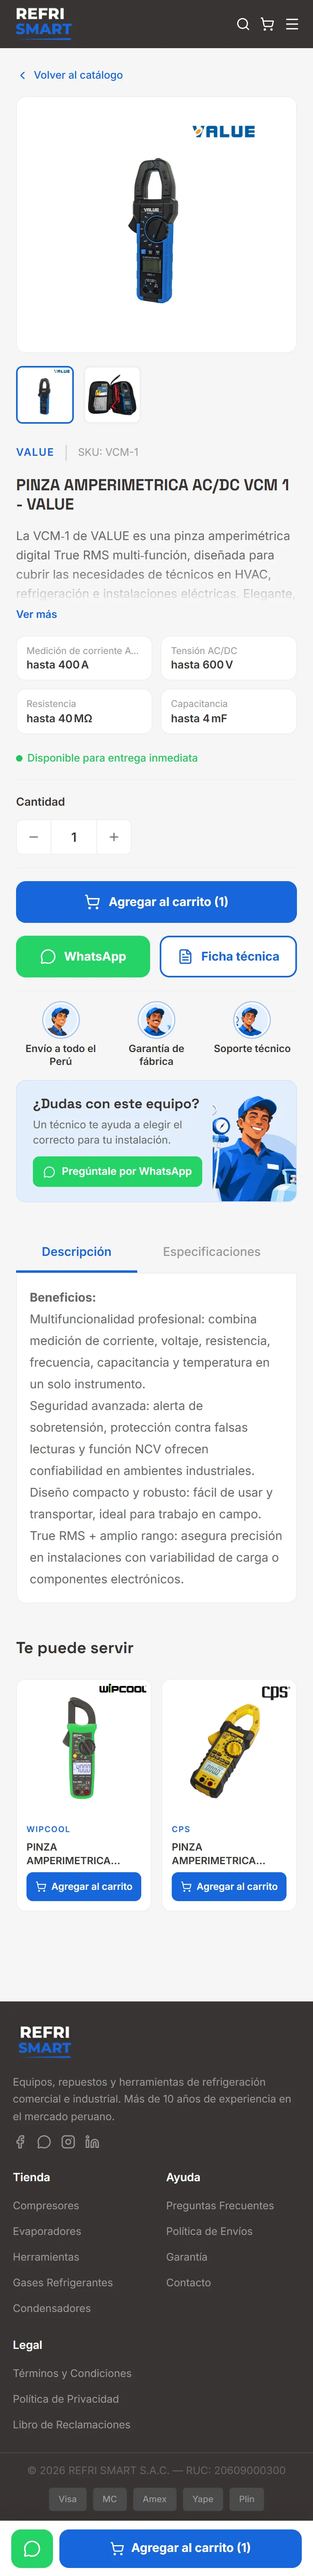 REFRI
SMART
Volver al catálogo
VALUE
VALUE
VALUE
VALUE
SKU: VCM-1
PINZA AMPERIMETRICA AC/DC VCM 1
- VALUE
La VCM-1 de VALUE es una pinza amperimétrica
digital True RMS multi-función, diseñada para
cubrir las necesidades de técnicos en HVAC,
refrigeración e instalaciones eléctricas. Elegante,
Ver más
Medición de corriente A...
hasta 400 A
Tensión AC/DC
hasta 600 V
Resistencia
hasta 40 MΩ
Capacitancia
hasta 4 mF
Disponible para entrega inmediata
Cantidad
− 1 +
Agregar al carrito (1)
WhatsApp
Ficha técnica
Envío a todo el
Perú
Garantía de
fábrica
Soporte técnico
¿Dudas con este equipo?
Un técnico te ayuda a elegir el
correcto para tu instalación.
Pregúntale por WhatsApp
Descripción
Especificaciones
Beneficios:
Multifuncionalidad profesional: combina
medición de corriente, voltaje, resistencia,
frecuencia, capacitancia y temperatura en
un solo instrumento.
Seguridad avanzada: alerta de
sobretensión, protección contra falsas
lecturas y función NCV ofrecen
confiabilidad en ambientes industriales.
Diseño compacto y robusto: fácil de usar y
transportar, ideal para trabajo en campo.
True RMS + amplio rango: asegura precisión
en instalaciones con variabilidad de carga o
componentes electrónicos.
Te puede servir
WIPCOOL
WIPCOOL
PINZA
AMPERIMETRICA...
Agregar al carrito
cps
CPS
PINZA
AMPERIMETRICA...
Agregar al carrito
REFRI
SMART
Equipos, repuestos y herramientas de refrigeración
comercial e industrial. Más de 10 años de experiencia en
el mercado peruano.
Tienda
Compresores
Evaporadores
Herramientas
Gases Refrigerantes
Condensadores
Ayuda
Preguntas Frecuentes
Política de Envíos
Garantía
Contacto
Legal
Términos y Condiciones
Política de Privacidad
Libro de Reclamaciones
© 2026 REFRI SMART S.A.C. — RUC: 20609000300
Visa
MC
Amex
Yape
Plin
Agregar al carrito (1)